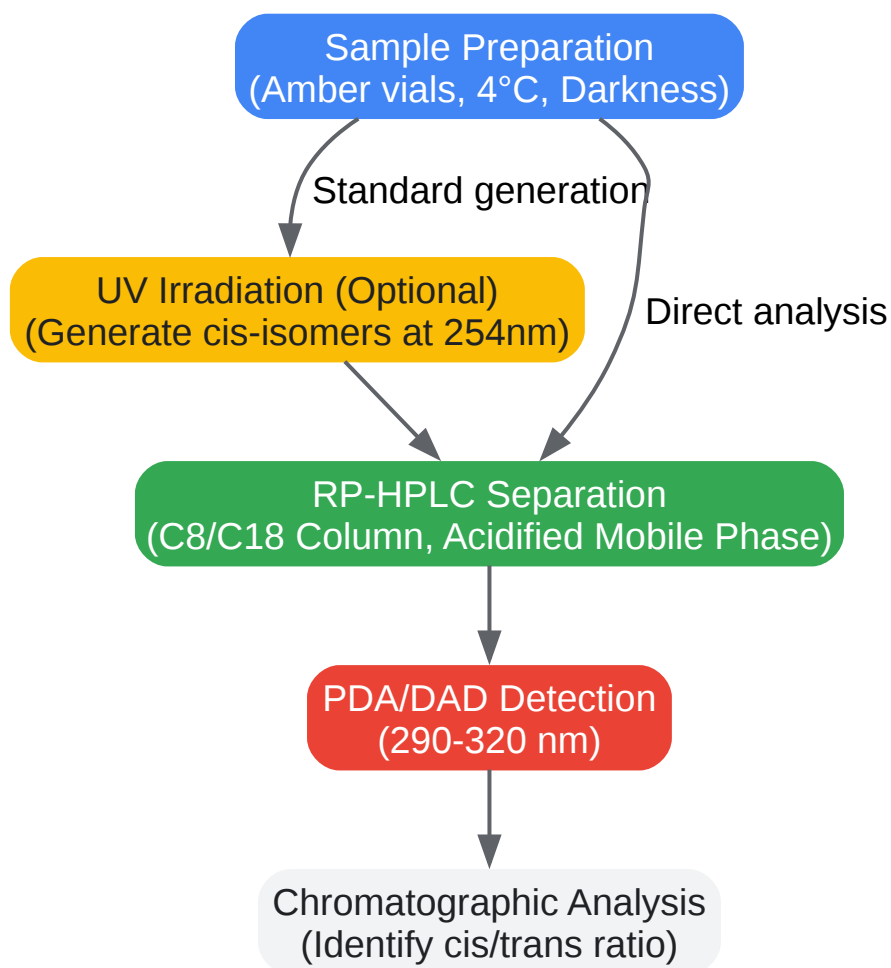 Sample Preparation
(Amber vials, 4°C, Darkness)
Standard generation
UV Irradiation (Optional)
(Generate cis-isomers at 254nm)
Direct analysis
RP-HPLC Separation
(C8/C18 Column, Acidified Mobile Phase)
PDA/DAD Detection
(290-320 nm)
Chromatographic Analysis
(Identify cis/trans ratio)